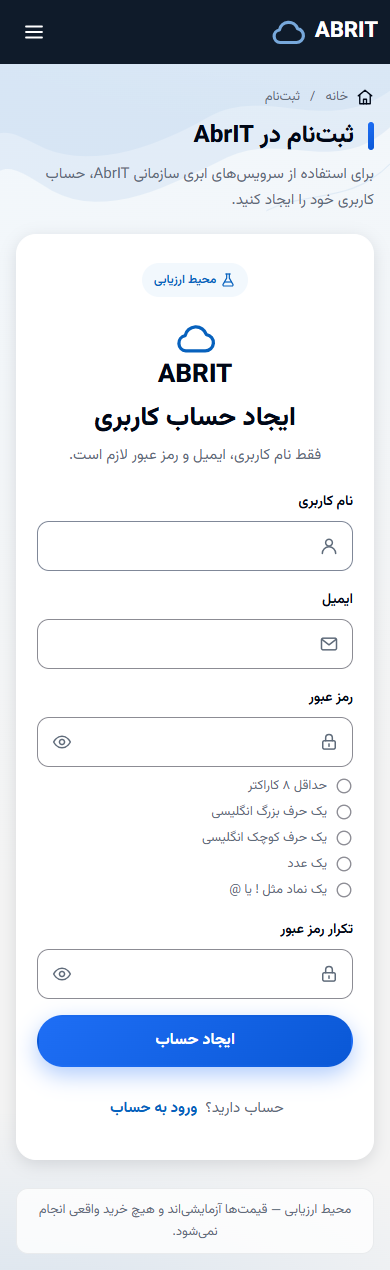 ABRIT
خانه / ثبت‌نام
ثبت‌نام در AbrIT
برای استفاده از سرویس‌های ابری سازمانی AbrIT، حساب
کاربری خود را ایجاد کنید.
محیط ارزیابی
ABRIT
ایجاد حساب کاربری
فقط نام کاربری، ایمیل و رمز عبور لازم است.
نام کاربری
ایمیل
رمز عبور
حداقل ۸ کاراکتر
یک حرف بزرگ انگلیسی
یک حرف کوچک انگلیسی
یک عدد
یک نماد مثل ! یا @
تکرار رمز عبور
ایجاد حساب
حساب دارید؟ ورود به حساب
محیط ارزیابی — قیمت‌ها آزمایشی‌اند و هیچ خرید واقعی انجام
نمی‌شود.